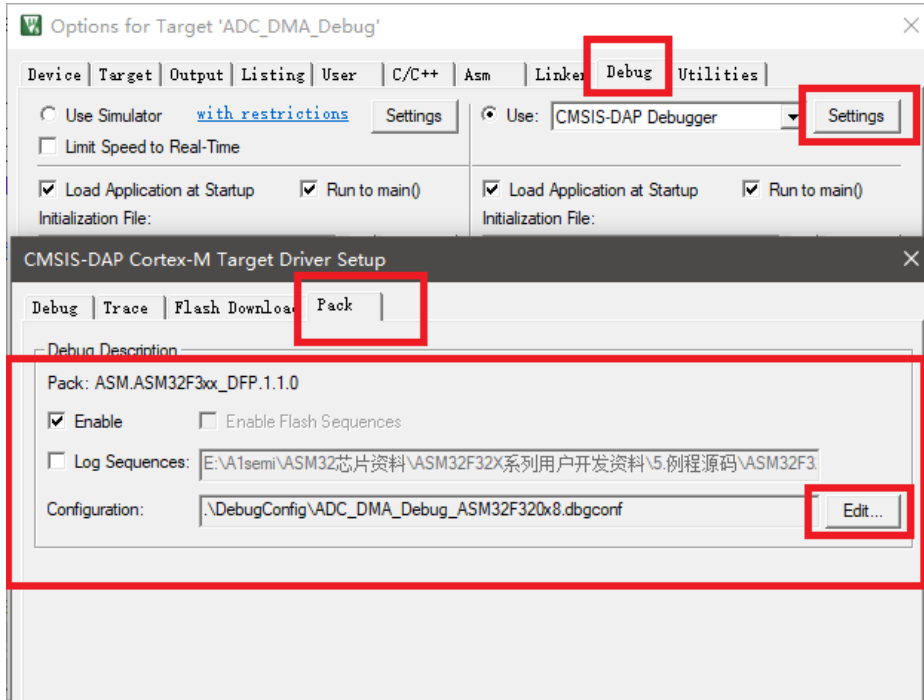 Options for Target 'ADC_DMA_Debug'
Device Target Output Listing User C/C++ Asm Linker Debug Utilities
Use Simulator with restrictions Settings Use: CMSIS-DAP Debugger Settings
Limit Speed to Real-Time
Load Application at Startup Run to main() Load Application at Startup Run to main()
Initialization File: Initialization File:
CMSIS-DAP Cortex-M Target Driver Setup
Debug Trace Flash Download Pack
Debug Description
Pack: ASM.ASM32F3xx_DFP.1.1.0
Enable Enable Flash Sequences
Log Sequences: E:\A1semi\ASM32芯片资料\ASM32F32X系列用户开发资料\5.例程源码\ASM32F3
Configuration: .\DebugConfig\ADC_DMA_Debug_ASM32F320x8.dbgconf Edit...